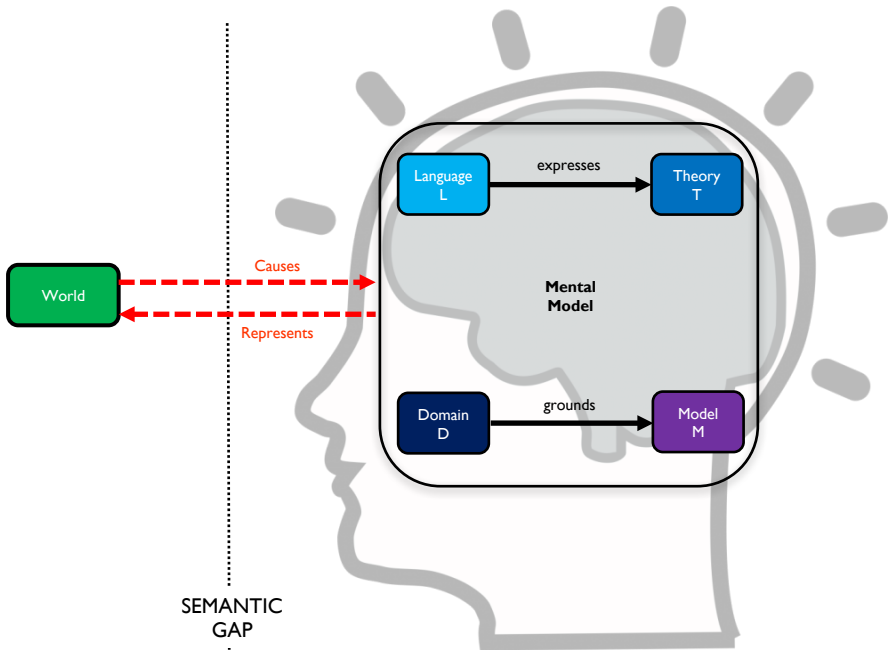 Language
L
expresses
Theory
T
Causes
World
Mental
Model
Represents
Domain
D
grounds
Model
M
SEMANTIC
GAP